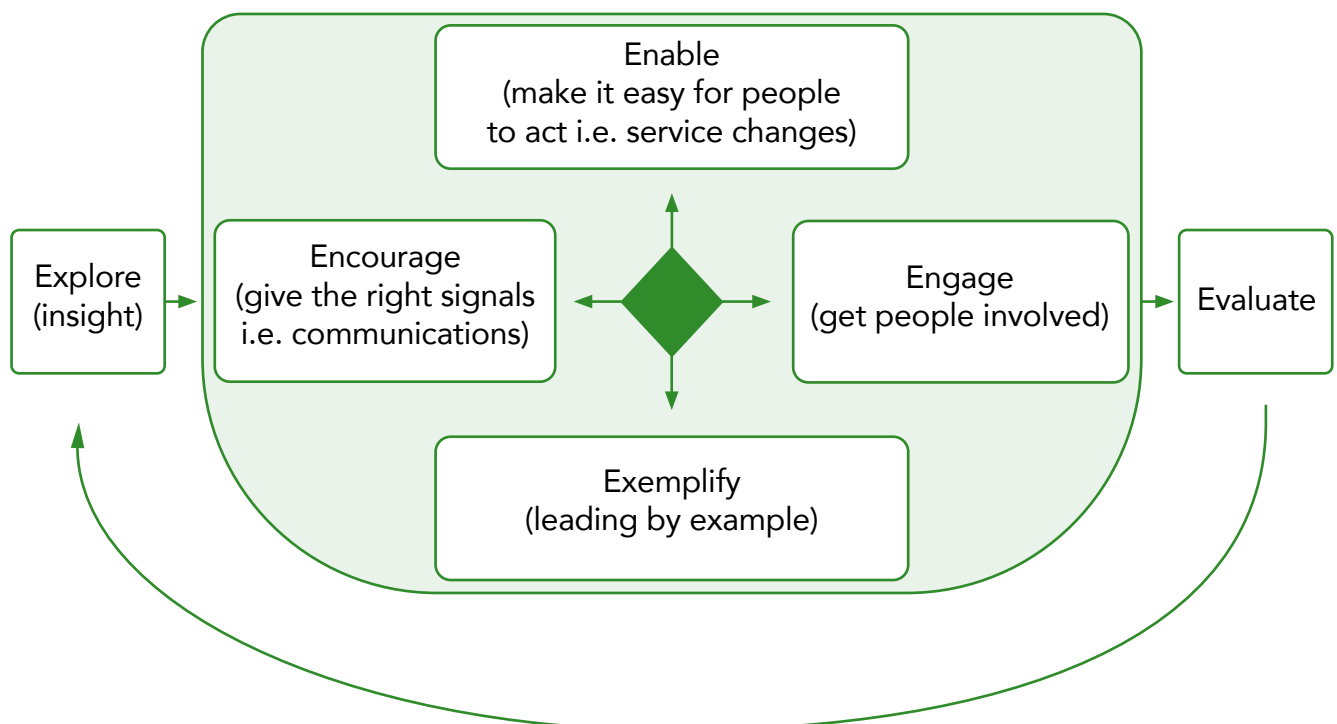 Enable
(make it easy for people
to act i.e. service changes)
Explore
(insight)
Encourage
(give the right signals
i.e. communications)
Engage
(get people involved)
Evaluate
Exemplify
(leading by example)